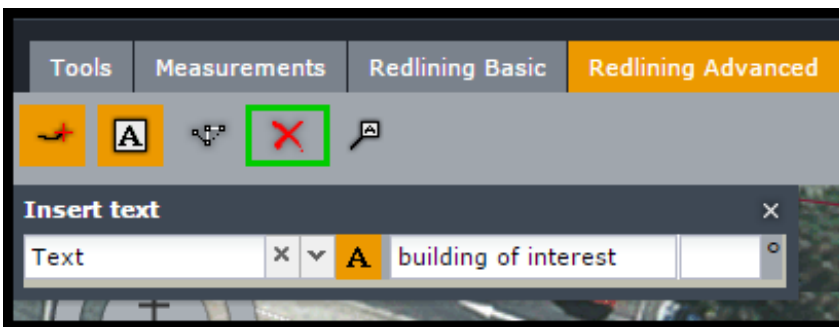 Tools Measurements Redlining Basic Redlining Advanced
A A
Insert text ×
Text × A building of interest °